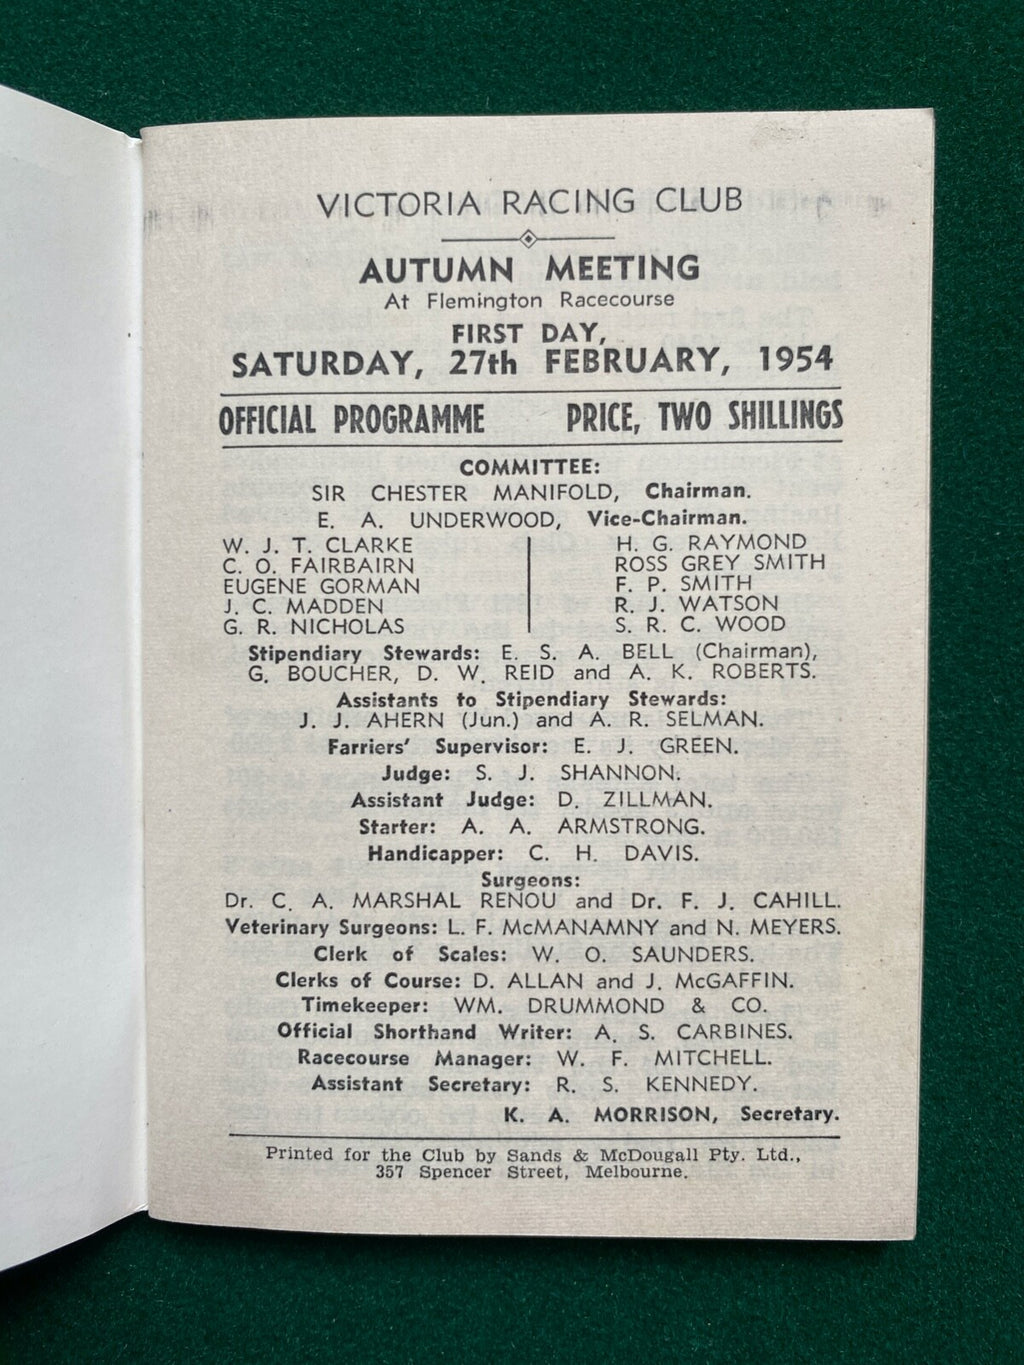 VICTORIA RACING CLUB
AUTUMN MEETING
At Flemington Racecourse
FIRST DAY,
SATURDAY, 27th FEBRUARY, 1954
OFFICIAL PROGRAMME PRICE, TWO SHILLINGS
COMMITTEE:
SIR CHESTER MANIFOLD, Chairman.
E. A. UNDERWOOD, Vice-Chairman.
W. J. T. CLARKE
C. O. FAIRBAIRN
EUGENE GORMAN
J. C. MADDEN
G. R. NICHOLAS
H. G. RAYMOND
ROSS GREY SMITH
F. P. SMITH
R. J. WATSON
S. R. C. WOOD
Stipendiary Stewards: E. S. A. BELL (Chairman),
G. BOUCHER, D. W. REID and A. K. ROBERTS.
Assistants to Stipendiary Stewards:
J. J. AHERN (Jun.) and A. R. SELMAN.
Farriers' Supervisor: E. J. GREEN.
Judge: S. J. SHANNON.
Assistant Judge: D. ZILLMAN.
Starter: A. A. ARMSTRONG.
Handicapper: C. H. DAVIS.
Surgeons:
Dr. C. A. MARSHAL RENOU and Dr. F. J. CAHILL.
Veterinary Surgeons: L. F. McMANAMNY and N. MEYERS.
Clerk of Scales: W. O. SAUNDERS.
Clerks of Course: D. ALLAN and J. McGAFFIN.
Timekeeper: WM. DRUMMOND & CO.
Official Shorthand Writer: A. S. CARBINES.
Racecourse Manager: W. F. MITCHELL.
Assistant Secretary: R. S. KENNEDY.
K. A. MORRISON, Secretary.
Printed for the Club by Sands & McDougall Pty. Ltd.,
357 Spencer Street, Melbourne.